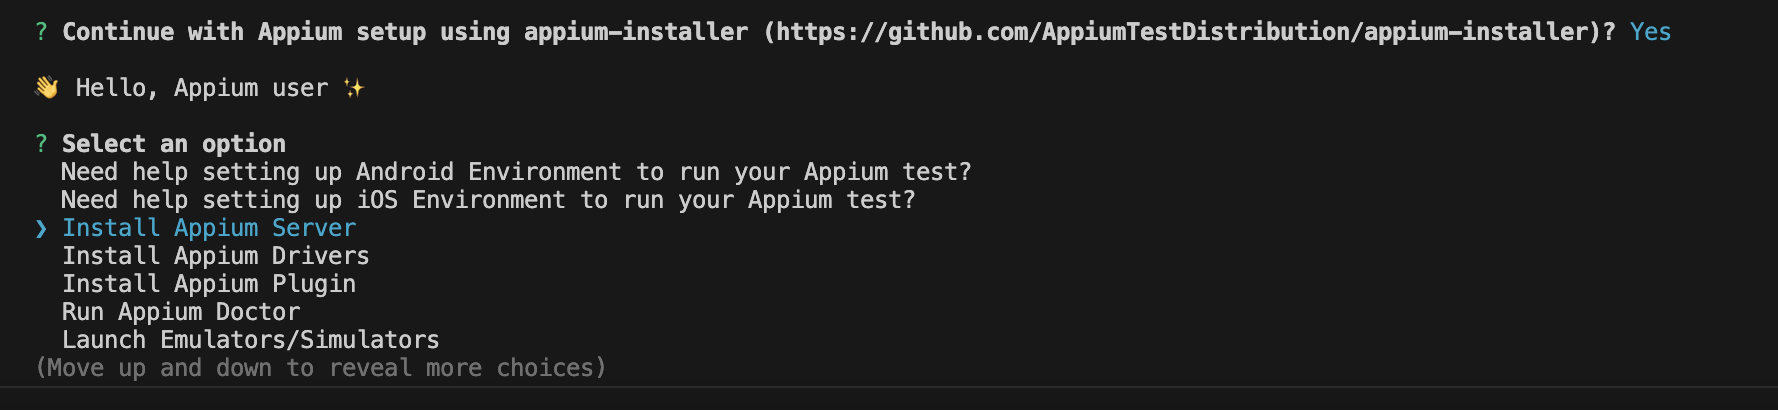 ? Continue with Appium setup using appium-installer (https://github.com/AppiumTestDistribution/appium-installer)? Yes
👋 Hello, Appium user ✨
? Select an option
Need help setting up Android Environment to run your Appium test?
Need help setting up iOS Environment to run your Appium test?
❯ Install Appium Server
Install Appium Drivers
Install Appium Plugin
Run Appium Doctor
Launch Emulators/Simulators
(Move up and down to reveal more choices)